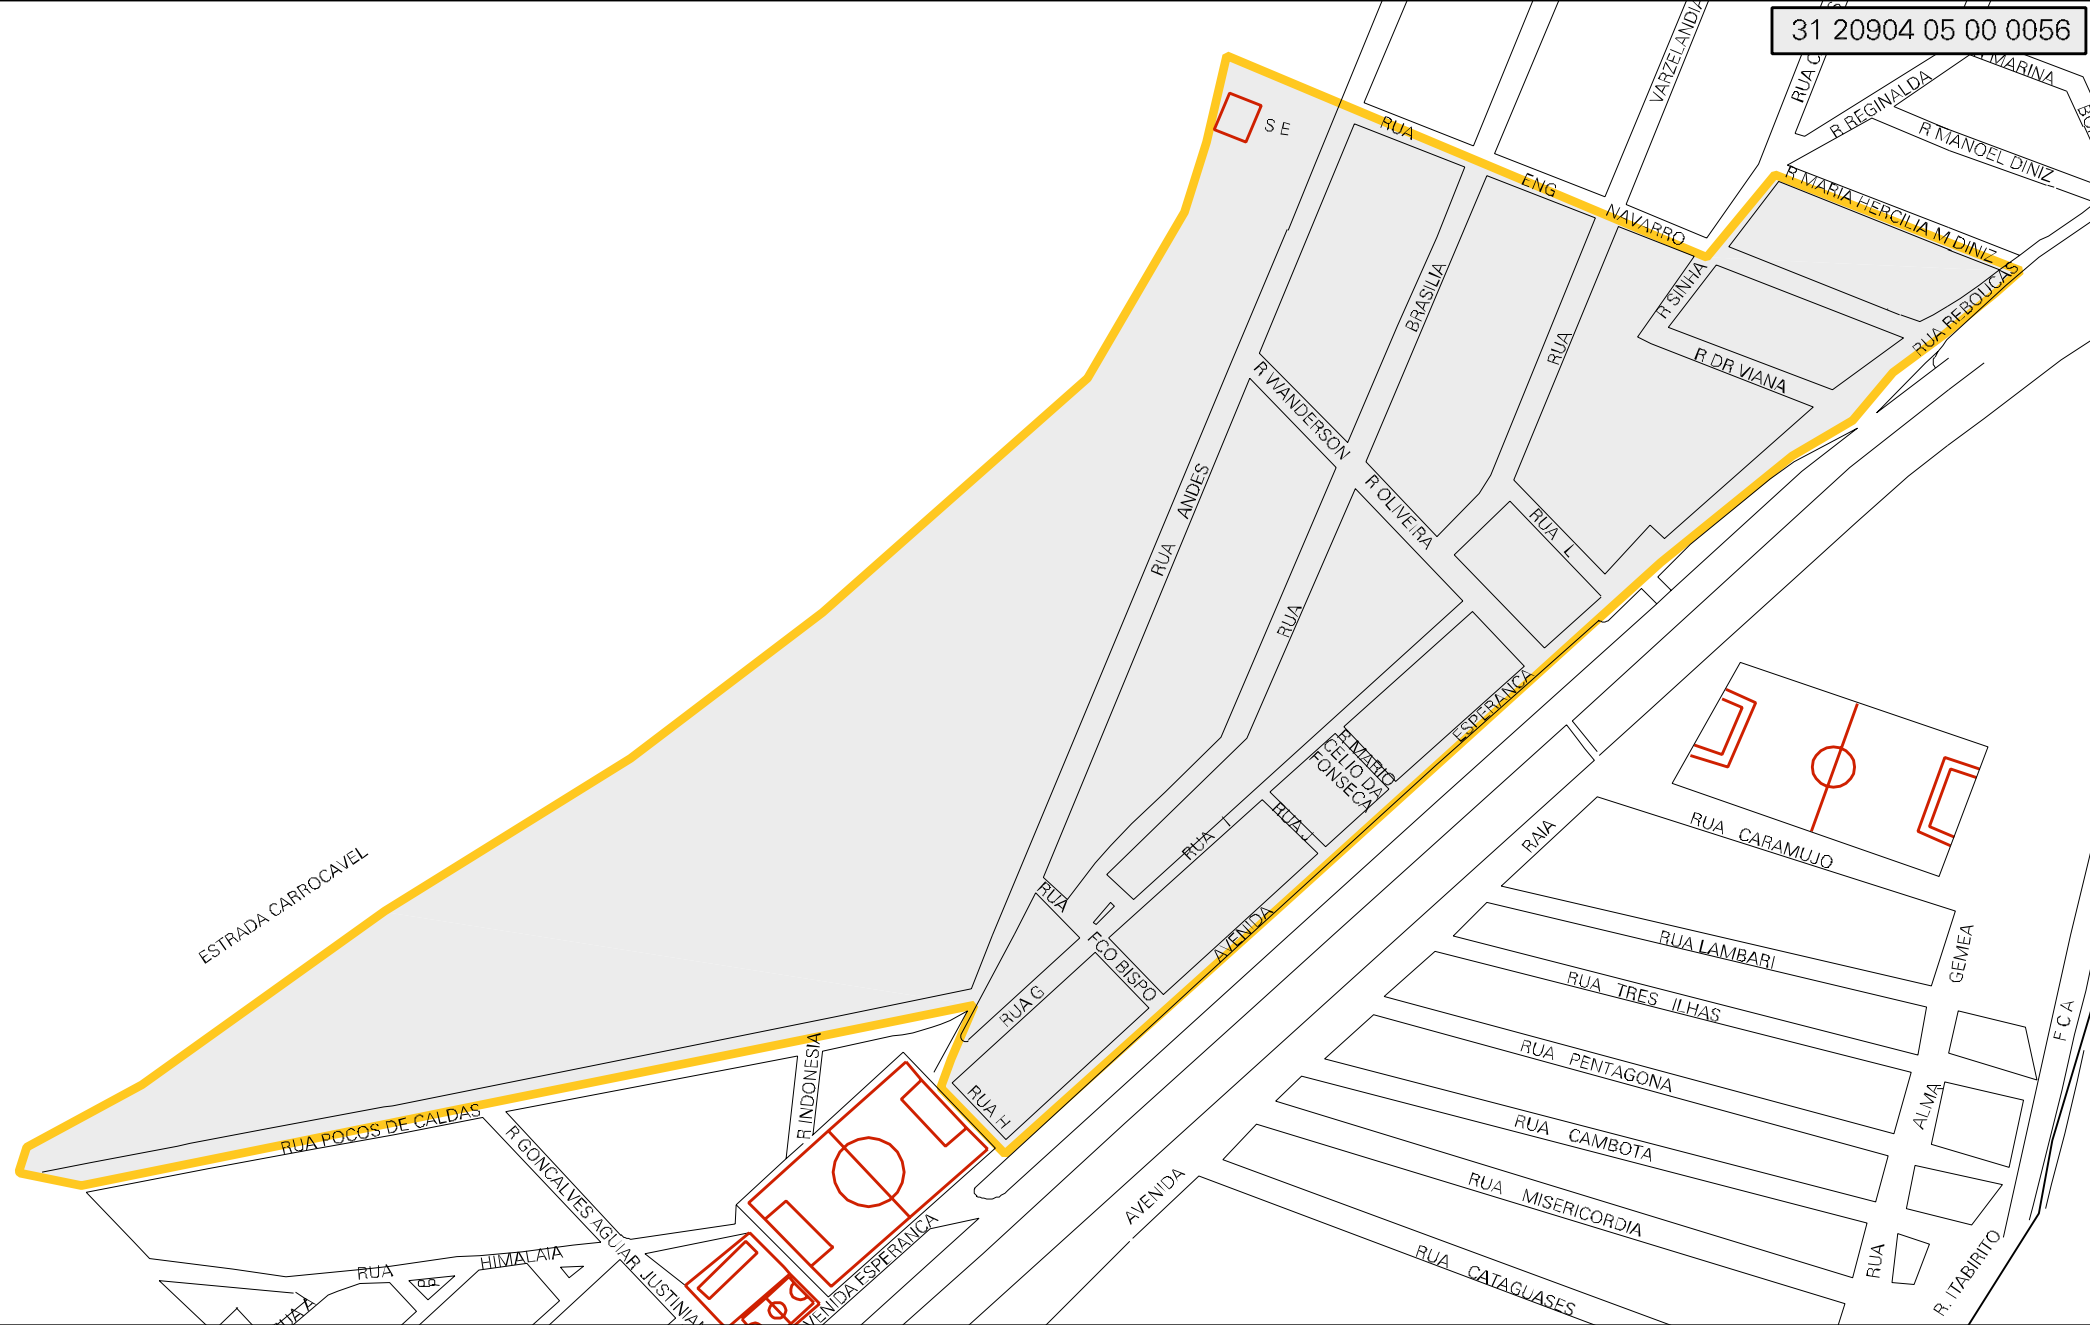 31 20904 05 00 0056
VARZELANDIA
RUA
MARINA
R REGINALDA
R MANOEL DINIZ
R MARIA HERCILIA M DINIZ
S E
RUA
ENG
NAVARRO
R SINHA
RUA REBOUCAS
R DR VIANA
BRASILIA
RUA
R WANDERSON
R OLIVEIRA
ANDES
RUA
RUA L
RUA
ESPERANCA
R MARIO
CELIO DA
FONSECA
RUA J
RUA
RUA
FCO BISPO
AVENIDA
RUA G
RUA H
RAIA
RUA CARAMUJO
RUA LAMBARI
GEMEA
RUA TRES ILHAS
F C A
RUA PENTAGONA
ALMA
RUA CAMBOTA
RUA MISERICORDIA
RUA
R. ITABIRITO
RUA CATAGUASES
AVENIDA
ESTRADA CARROCAVEL
RUA POCOS DE CALDAS
R INDONESIA
R GONCALVES AGUIAR JUSTINIAN
AVENIDA ESPERANCA
RUA
HIMALAIA
RUA A